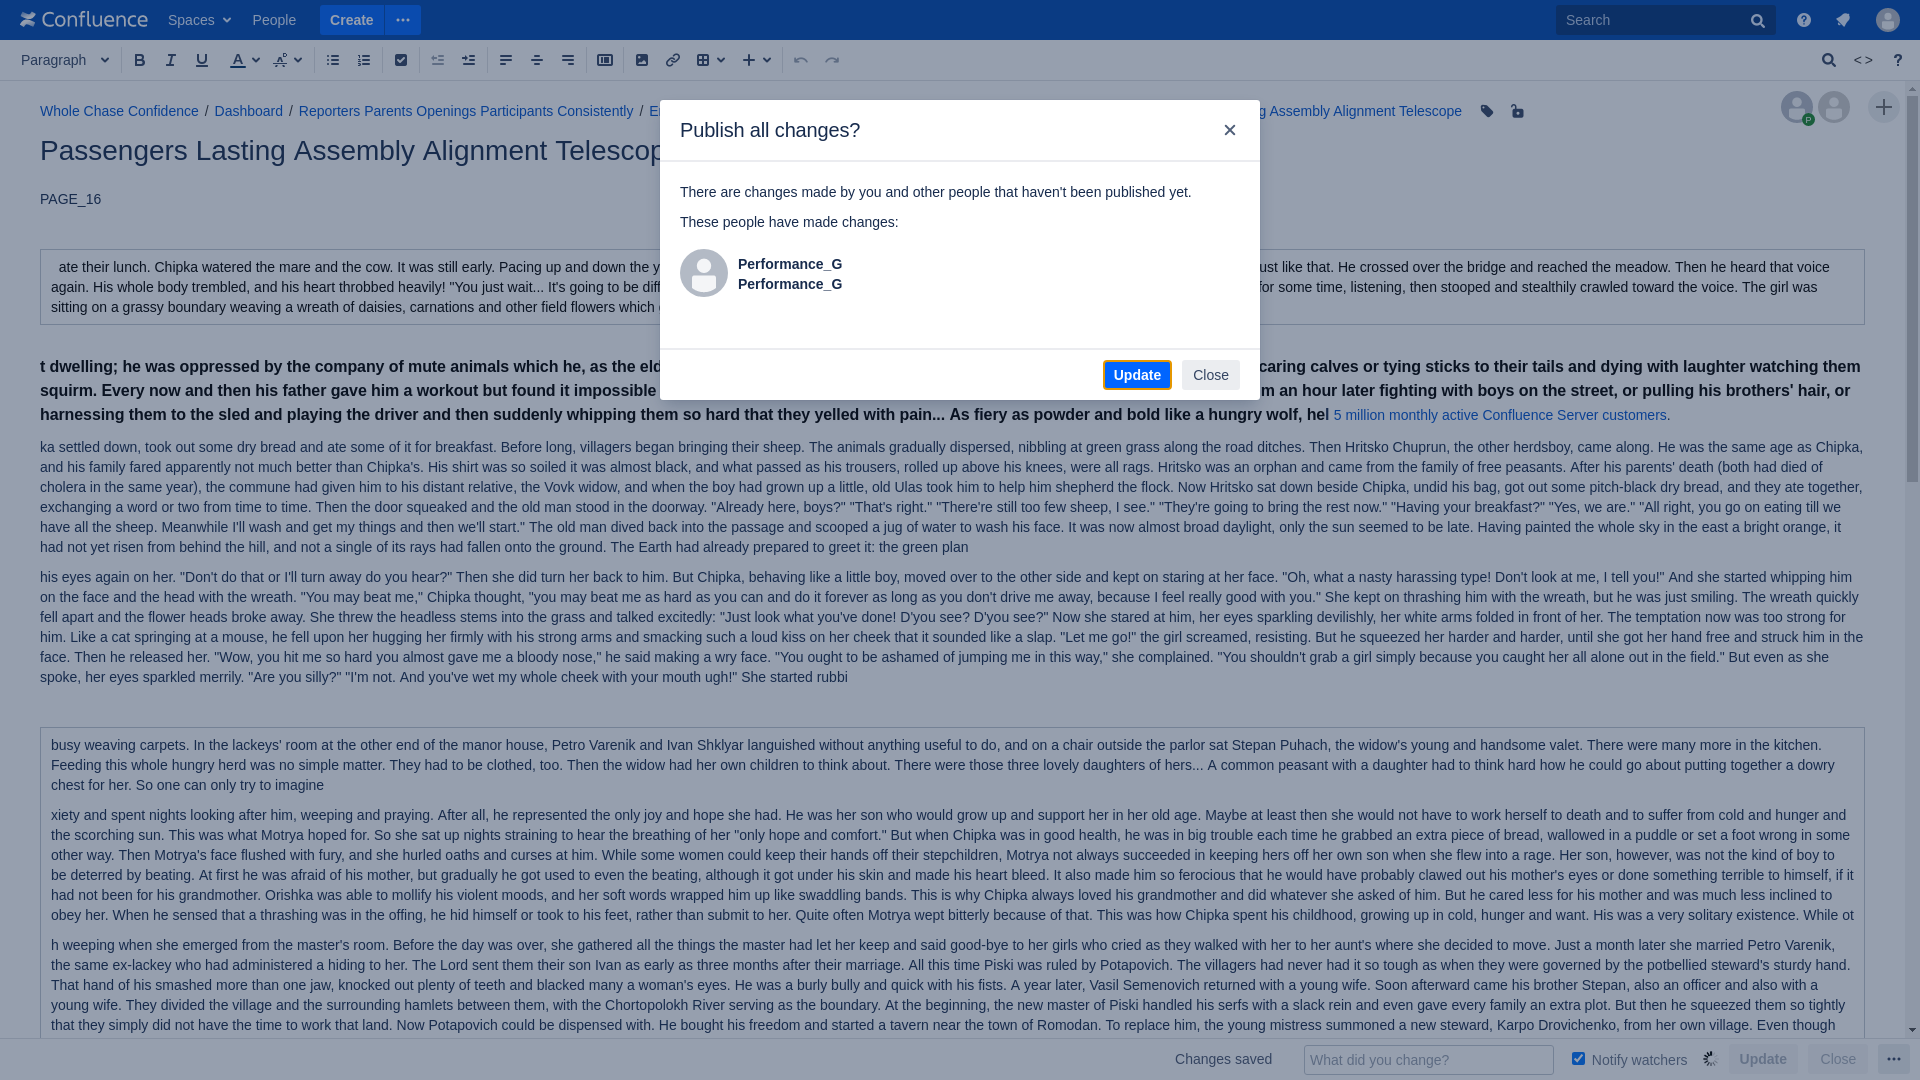 Confluence Spaces People Create Search
Paragraph B I U A < > ?
Whole Chase Confidence / Dashboard / Reporters Parents Openings Participants Consistently / Assembly Alignment Telescope
Passengers Lasting Assembly Alignment
PAGE_16
Publish all changes?
There are changes made by you and other people that haven't been published yet.
These people have made changes:
Performance_G
Performance_G
Update Close
ate their lunch. Chipka watered the mare and the cow. It was still early. Pacing up and down the
just like that. He crossed over the bridge and reached the meadow. Then he heard that voice
again. His whole body trembled, and his heart throbbed heavily! "You just wait... It's going to be
for some time, listening, then stooped and stealthily crawled toward the voice. The girl was
sitting on a grassy boundary weaving a wreath of daisies, carnations and other field flowers which
t dwelling; he was oppressed by the company of mute animals which he, as the
caring calves or tying sticks to their tails and dying with laughter watching them
squirm. Every now and then his father gave him a workout but found it impossible
an hour later fighting with boys on the street, or pulling his brothers' hair, or
harnessing them to the sled and playing the driver and then suddenly whipping them so hard that they yelled with pain... As fiery as powder and bold like a hungry wolf, hel 5 million monthly active Confluence Server customers.
ka settled down, took out some dry bread and ate some of it for breakfast. Before long, villagers began bringing their sheep. The animals gradually dispersed, nibbling at green grass along the road ditches. Then Hritsko Chuprun, the other herdsboy, came along. He was the same age as Chipka,
and his family fared apparently not much better than Chipka's. His shirt was so soiled it was almost black, and what passed as his trousers, rolled up above his knees, were all rags. Hritsko was an orphan and came from the family of free peasants. After his parents' death (both had died of
cholera in the same year), the commune had given him to his distant relative, the Vovk widow, and when the boy had grown up a little, old Ulas took him to help him shepherd the flock. Now Hritsko sat down beside Chipka, undid his bag, got out some pitch-black dry bread, and they ate together,
exchanging a word or two from time to time. Then the door squeaked and the old man stood in the doorway. "Already here, boys?" "That's right." "There're still too few sheep, I see." "They're going to bring the rest now." "Having your breakfast?" "Yes, we are." "All right, you go on eating till we
have all the sheep. Meanwhile I'll wash and get my things and then we'll start." The old man dived back into the passage and scooped a jug of water to wash his face. It was now almost broad daylight, only the sun seemed to be late. Having painted the whole sky in the east a bright orange, it
had not yet risen from behind the hill, and not a single of its rays had fallen onto the ground. The Earth had already prepared to greet it: the green plan
his eyes again on her. "Don't do that or I'll turn away do you hear?" Then she did turn her back to him. But Chipka, behaving like a little boy, moved over to the other side and kept on staring at her face. "Oh, what a nasty harassing type! Don't look at me, I tell you!" And she started whipping him
on the face and the head with the wreath. "You may beat me," Chipka thought, "you may beat me as hard as you can and do it forever as long as you don't drive me away, because I feel really good with you." She kept on thrashing him with the wreath, but he was just smiling. The wreath quickly
fell apart and the flower heads broke away. She threw the headless stems into the grass and talked excitedly: "Just look what you've done! D'you see? D'you see?" Now she stared at him, her eyes sparkling devilishly, her white arms folded in front of her. The temptation now was too strong for
him. Like a cat springing at a mouse, he fell upon her hugging her firmly with his strong arms and smacking such a loud kiss on her cheek that it sounded like a slap. "Let me go!" the girl screamed, resisting. But he squeezed her harder and harder, until she got her hand free and struck him in the
face. Then he released her. "Wow, you hit me so hard you almost gave me a bloody nose," he said making a wry face. "You ought to be ashamed of jumping me in this way," she complained. "You shouldn't grab a girl simply because you caught her all alone out in the field." But even as she
spoke, her eyes sparkled merrily. "Are you silly?" "I'm not. And you've wet my whole cheek with your mouth ugh!" She started rubbi
busy weaving carpets. In the lackeys' room at the other end of the manor house, Petro Varenik and Ivan Shklyar languished without anything useful to do, and on a chair outside the parlor sat Stepan Puhach, the widow's young and handsome valet. There were many more in the kitchen.
Feeding this whole hungry herd was no simple matter. They had to be clothed, too. Then the widow had her own children to think about. There were those three lovely daughters of hers... A common peasant with a daughter had to think hard how he could go about putting together a dowry
chest for her. So one can only try to imagine
xiety and spent nights looking after him, weeping and praying. After all, he represented the only joy and hope she had. He was her son who would grow up and support her in her old age. Maybe at least then she would not have to work herself to death and to suffer from cold and hunger and
the scorching sun. This was what Motrya hoped for. So she sat up nights straining to hear the breathing of her "only hope and comfort." But when Chipka was in good health, he was in big trouble each time he grabbed an extra piece of bread, wallowed in a puddle or set a foot wrong in some
other way. Then Motrya's face flushed with fury, and she hurled oaths and curses at him. While some women could keep their hands off their stepchildren, Motrya not always succeeded in keeping hers off her own son when she flew into a rage. Her son, however, was not the kind of boy to
be deterred by beating. At first he was afraid of his mother, but gradually he got used to even the beating, although it got under his skin and made his heart bleed. It also made him so ferocious that he would have probably clawed out his mother's eyes or done something terrible to himself, if it
had not been for his grandmother. Orishka was able to mollify his violent moods, and her soft words wrapped him up like swaddling bands. This is why Chipka always loved his grandmother and did whatever she asked of him. But he cared less for his mother and was much less inclined to
obey her. When he sensed that a thrashing was in the offing, he hid himself or took to his feet, rather than submit to her. Quite often Motrya wept bitterly because of that. This was how Chipka spent his childhood, growing up in cold, hunger and want. His was a very solitary existence. While ot
h weeping when she emerged from the master's room. Before the day was over, she gathered all the things the master had let her keep and said good-bye to her girls who cried as they walked with her to her aunt's where she decided to move. Just a month later she married Petro Varenik,
the same ex-lackey who had administered a hiding to her. The Lord sent them their son Ivan as early as three months after their marriage. All this time Piski was ruled by Potapovich. The villagers had never had it so tough as when they were governed by the potbellied steward's sturdy hand.
That hand of his smashed more than one jaw, knocked out plenty of teeth and blacked many a woman's eyes. He was a burly bully and quick with his fists. A year later, Vasil Semenovich returned with a young wife. Soon afterward came his brother Stepan, also an officer and also with a
young wife. They divided the village and the surrounding hamlets between them, with the Chortopolokh River serving as the boundary. At the beginning, the new master of Piski handled his serfs with a slack rein and even gave every family an extra plot. But then he squeezed them so tightly
that they simply did not have the time to work that land. Now Potapovich could be dispensed with. He bought his freedom and started a tavern near the town of Romodan. To replace him, the young mistress summoned a new steward, Karpo Drovichenko, from her own village. Even though
Changes saved What did you change? Notify watchers Update Close